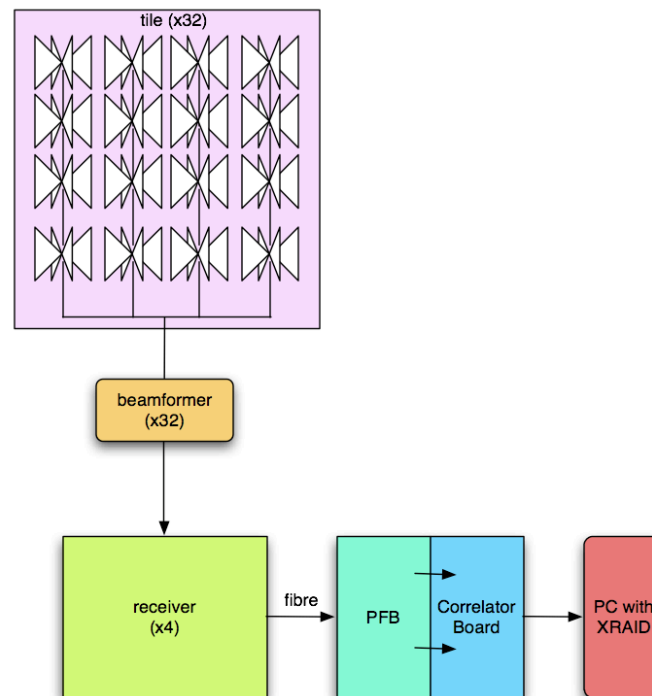 tile (x32)
beamformer
(x32)
receiver
(x4)
fibre
PFB
Correlator
Board
PC with
XRAID